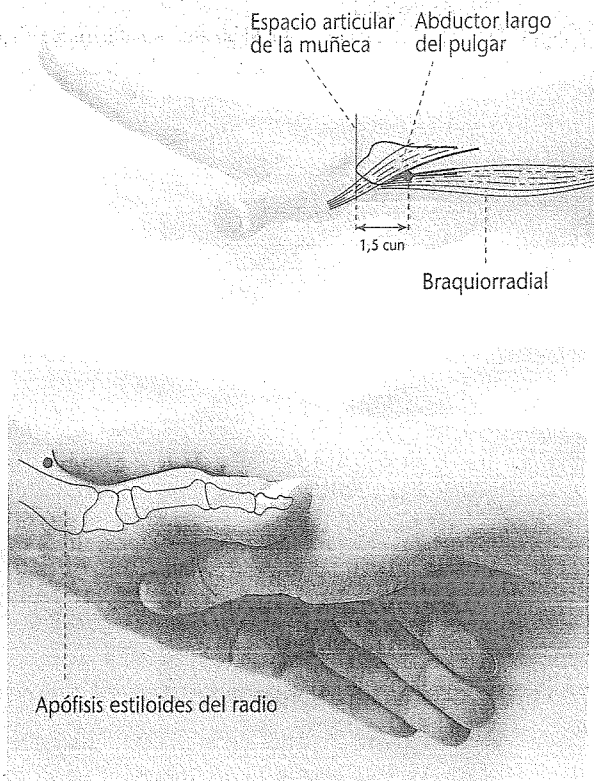 Espacio articular
de la muñeca
Abductor largo
del pulgar
1,5 cun
Braquiorradial
Apófisis estiloides del radio